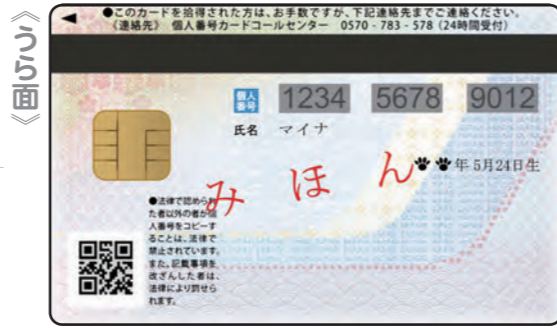 《うら面》
●このカードを拾得された方は、お手数ですが、下記連絡先までご連絡ください。
《連絡先》 個人番号カードコールセンター 0570-783-578(24時間受付)
個人
番号
1234 5678 9012
氏名 マイナ
年 5月24日生
みほん
●法律で認められ
た者以外の者が個
人番号をコピーす
ることは、法律で
禁止されています。
また、記載事項を
改ざんした者は、
法律により罰せら
れます。